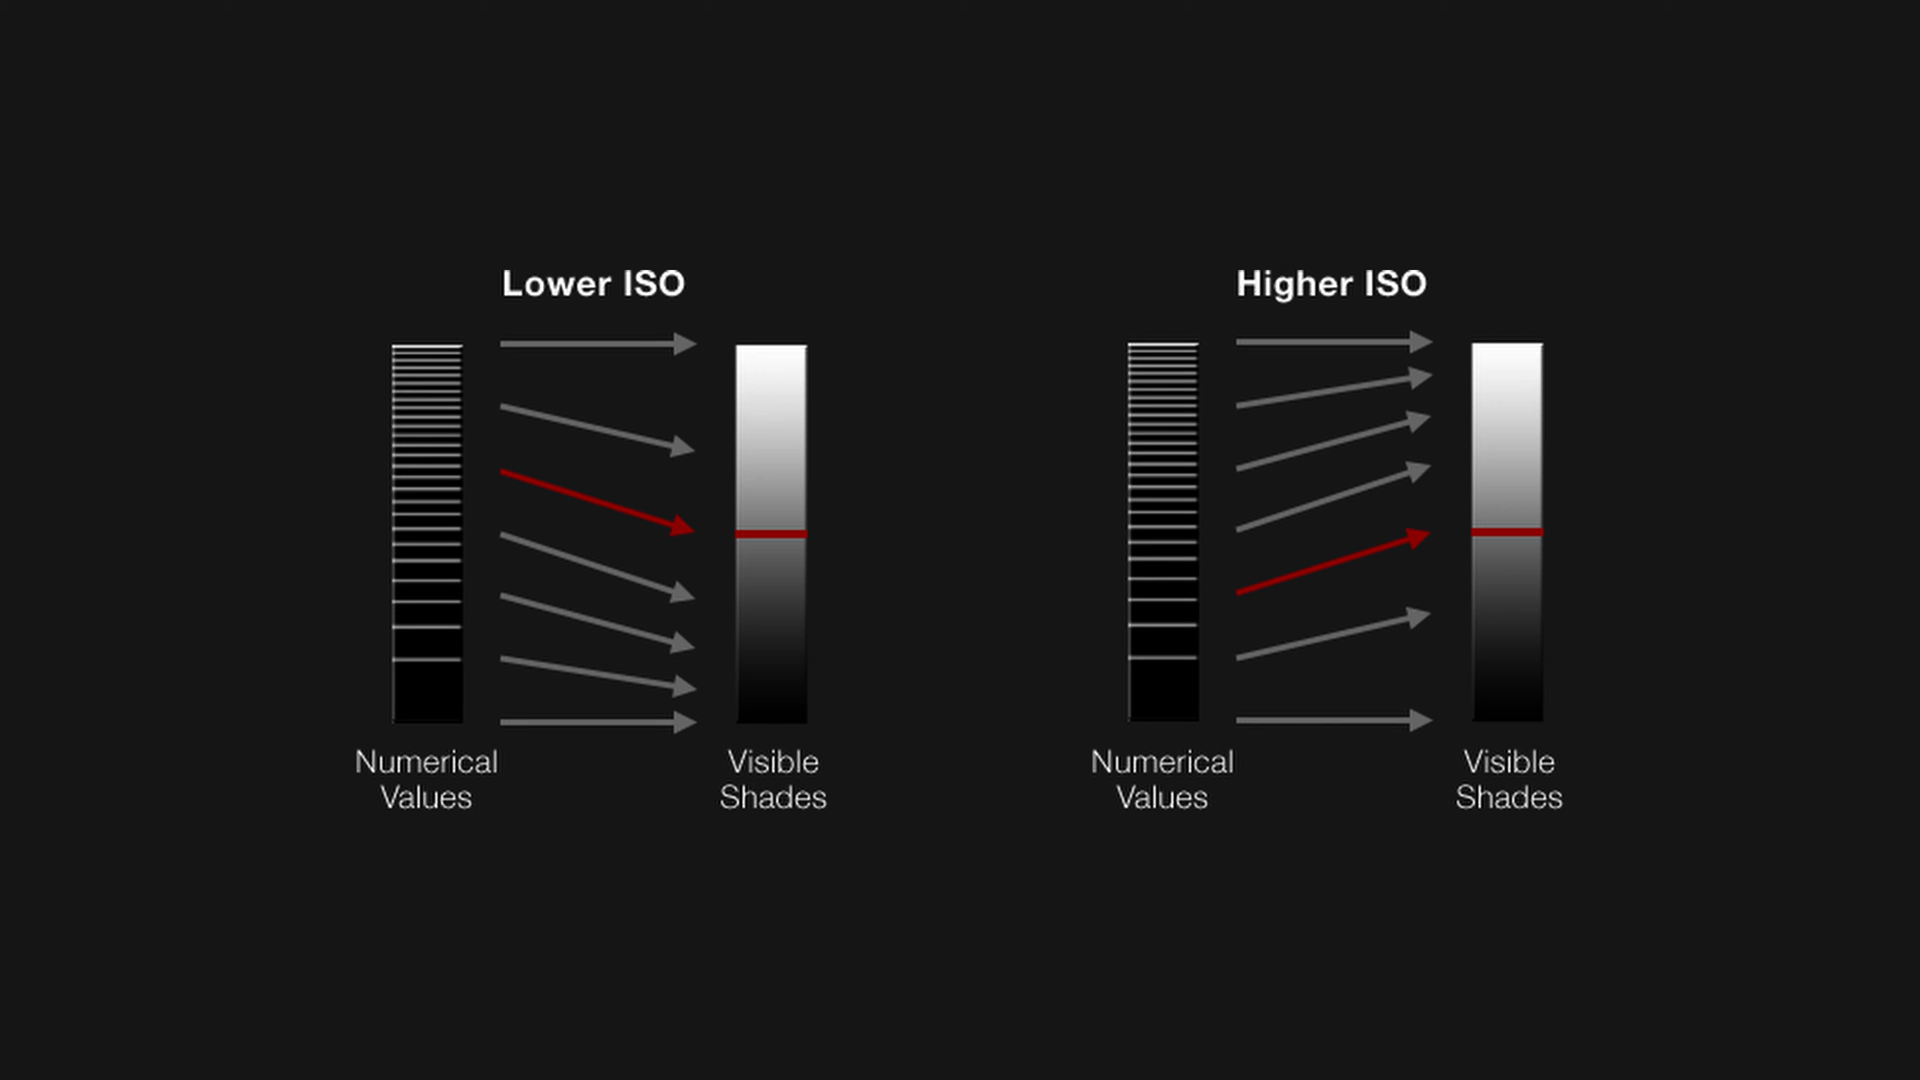 Lower ISO
Higher ISO
Numerical
Values
Visible
Shades
Numerical
Values
Visible
Shades